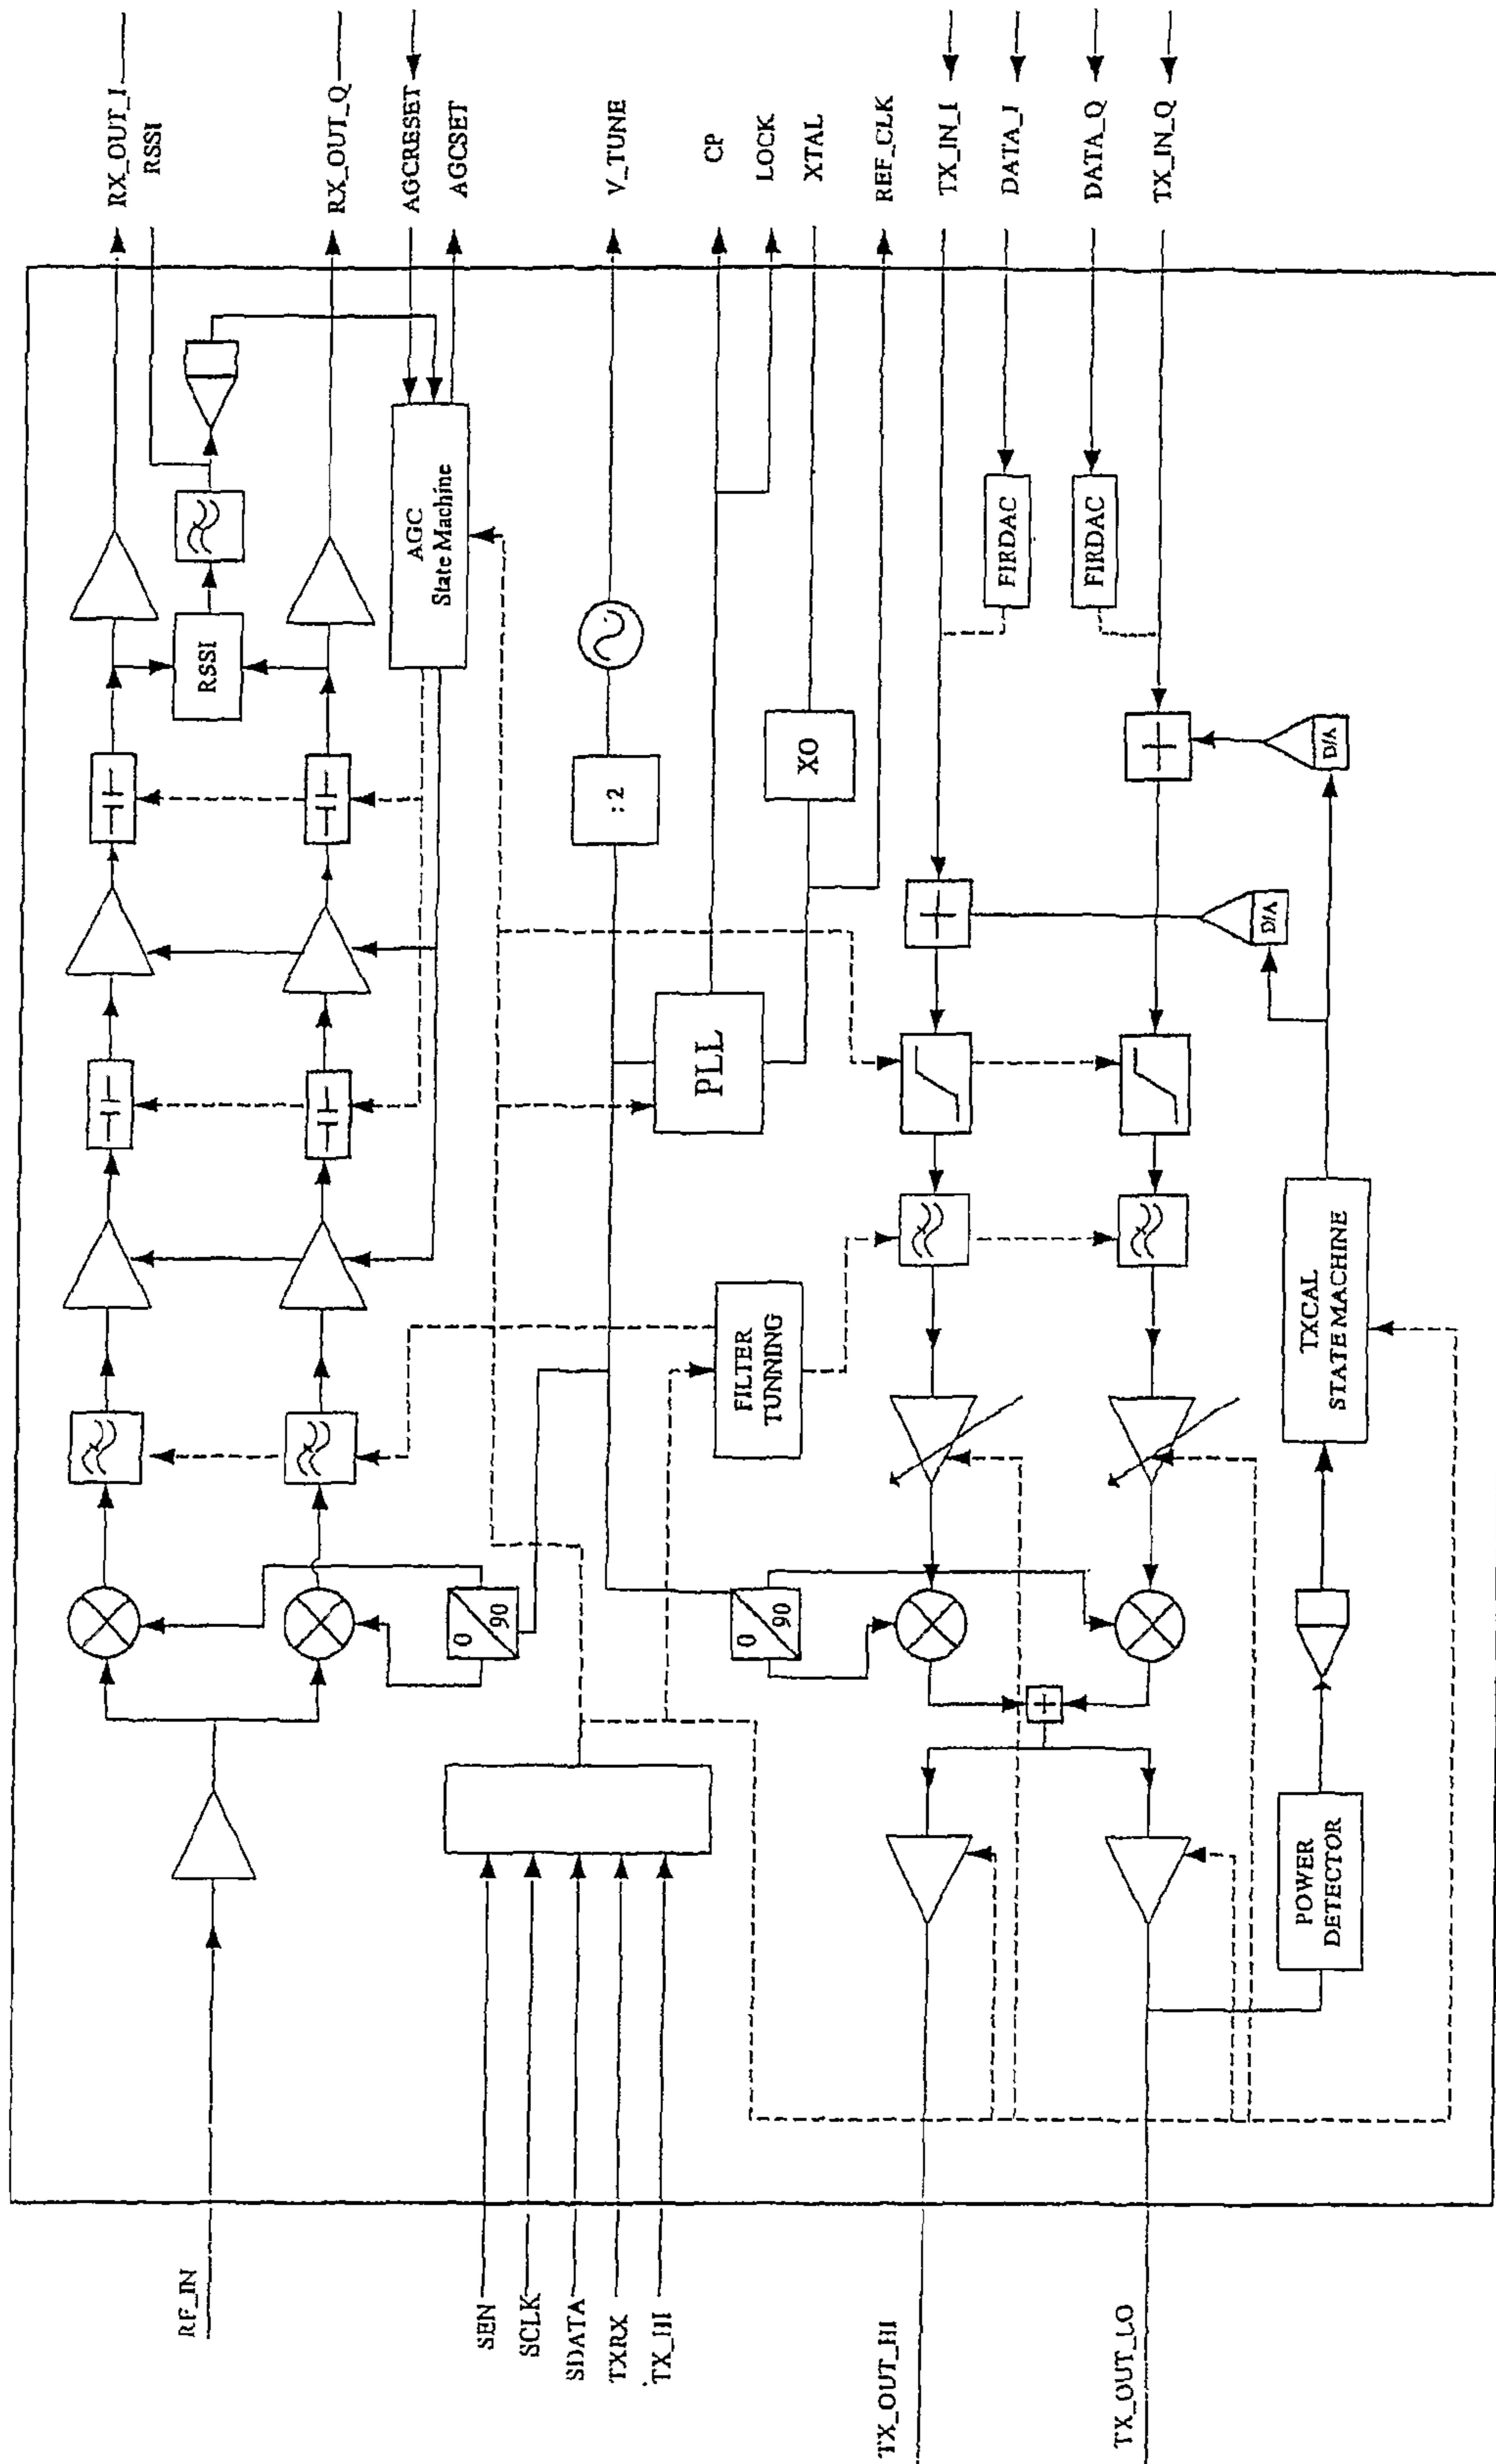 RF_IN
SEN
SCLK
SDATA
TXRX
TX_HI
TX_OUT_HI
TX_OUT_LO
0
90
0
90
POWER
DETECTOR
FILTER
TUNNING
TXCAL
STATE MACHINE
PLL
: 2
XO
D/A
D/A
RSSI
AGC
State Machine
FIRDAC
FIRDAC
RX_OUT_I
RSSI
RX_OUT_Q
AGCRESET
AGCSET
V_TUNE
CP
LOCK
XTAL
REF_CLK
TX_IN_I
DATA_I
DATA_Q
TX_IN_Q